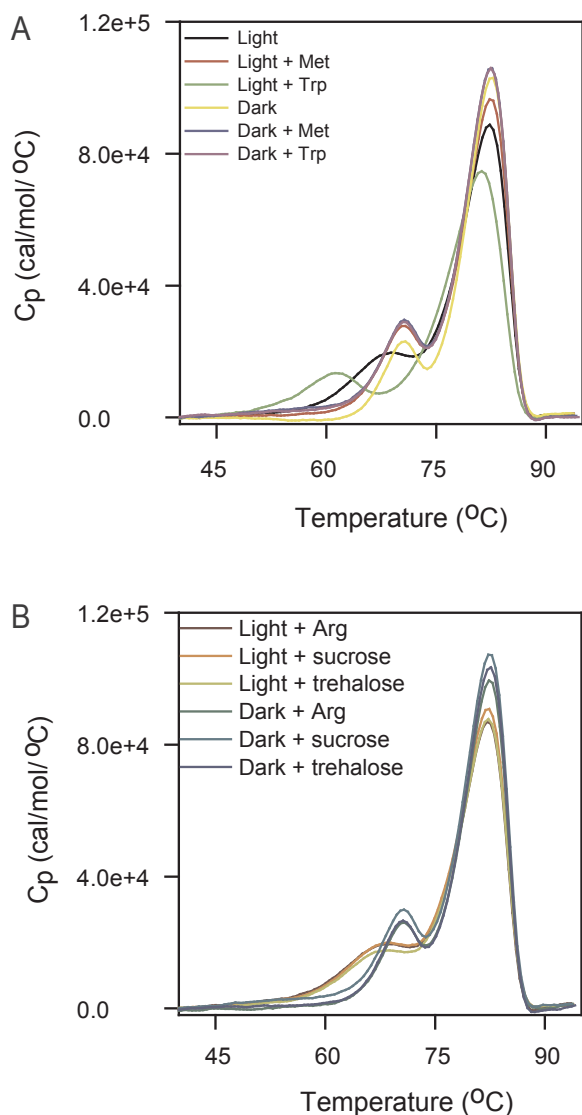 A
1.2e+5
8.0e+4
4.0e+4
0.0
Cp (cal/mol/ ºC)
Light
Light + Met
Light + Trp
Dark
Dark + Met
Dark + Trp
45 60 75 90
Temperature (ºC)
B
1.2e+5
8.0e+4
4.0e+4
0.0
Cp (cal/mol/ ºC)
Light + Arg
Light + sucrose
Light + trehalose
Dark + Arg
Dark + sucrose
Dark + trehalose
45 60 75 90
Temperature (ºC)